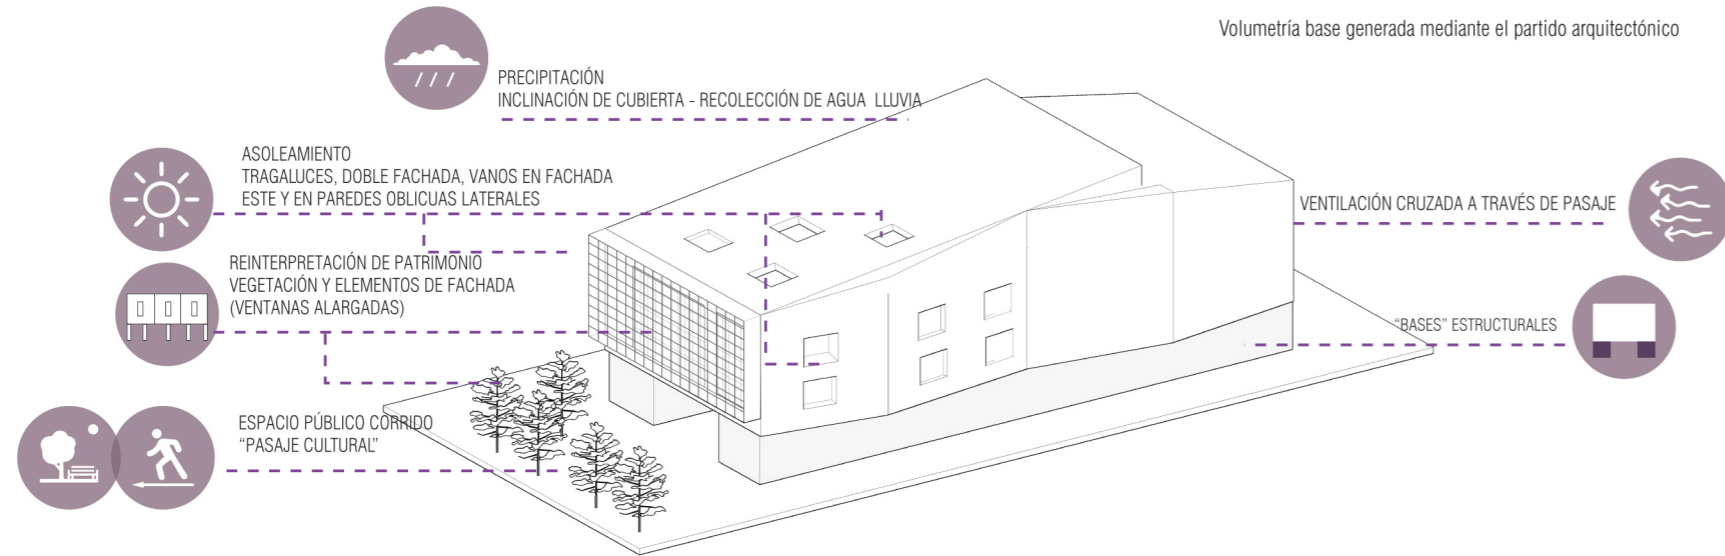 Volumetría base generada mediante el partido arquitectónico
PRECIPITACIÓN
INCLINACIÓN DE CUBIERTA - RECOLECCIÓN DE AGUA LLUVIA
ASOLEAMIENTO
TRAGALUCES, DOBLE FACHADA, VANOS EN FACHADA
ESTE Y EN PAREDES OBLICUAS LATERALES
VENTILACIÓN CRUZADA A TRAVÉS DE PASAJE
REINTERPRETACIÓN DE PATRIMONIO
VEGETACIÓN Y ELEMENTOS DE FACHADA
(VENTANAS ALARGADAS)
“BASES” ESTRUCTURALES
ESPACIO PÚBLICO CORRIDO
“PASAJE CULTURAL”